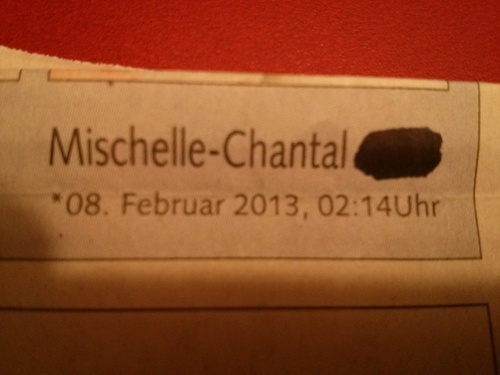 Mischelle-Chantal
*08. Februar 2013, 02:14Uhr